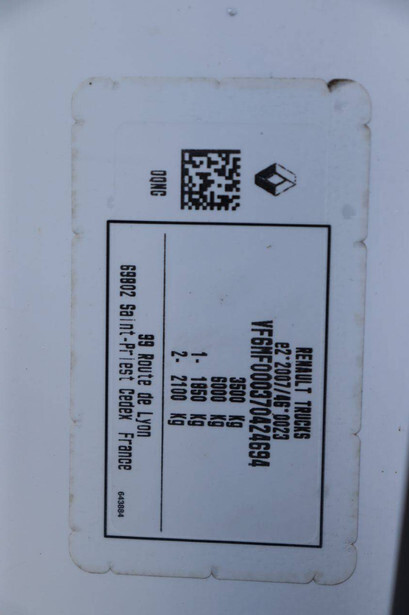 OQNG
RENAULT TRUCKS
e2*2007/46*0023
VF6MF000370424694
3500 Kg
6000 Kg
1- 1850 Kg
2- 2100 Kg
99 Route de Lyon
69802 Saint-Priest Cedex France
643884